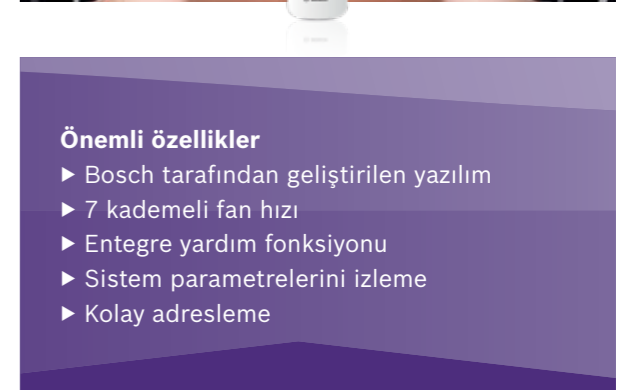 Önemli özellikler
▶ Bosch tarafından geliştirilen yazılım
▶ 7 kademeli fan hızı
▶ Entegre yardım fonksiyonu
▶ Sistem parametrelerini izleme
▶ Kolay adresleme